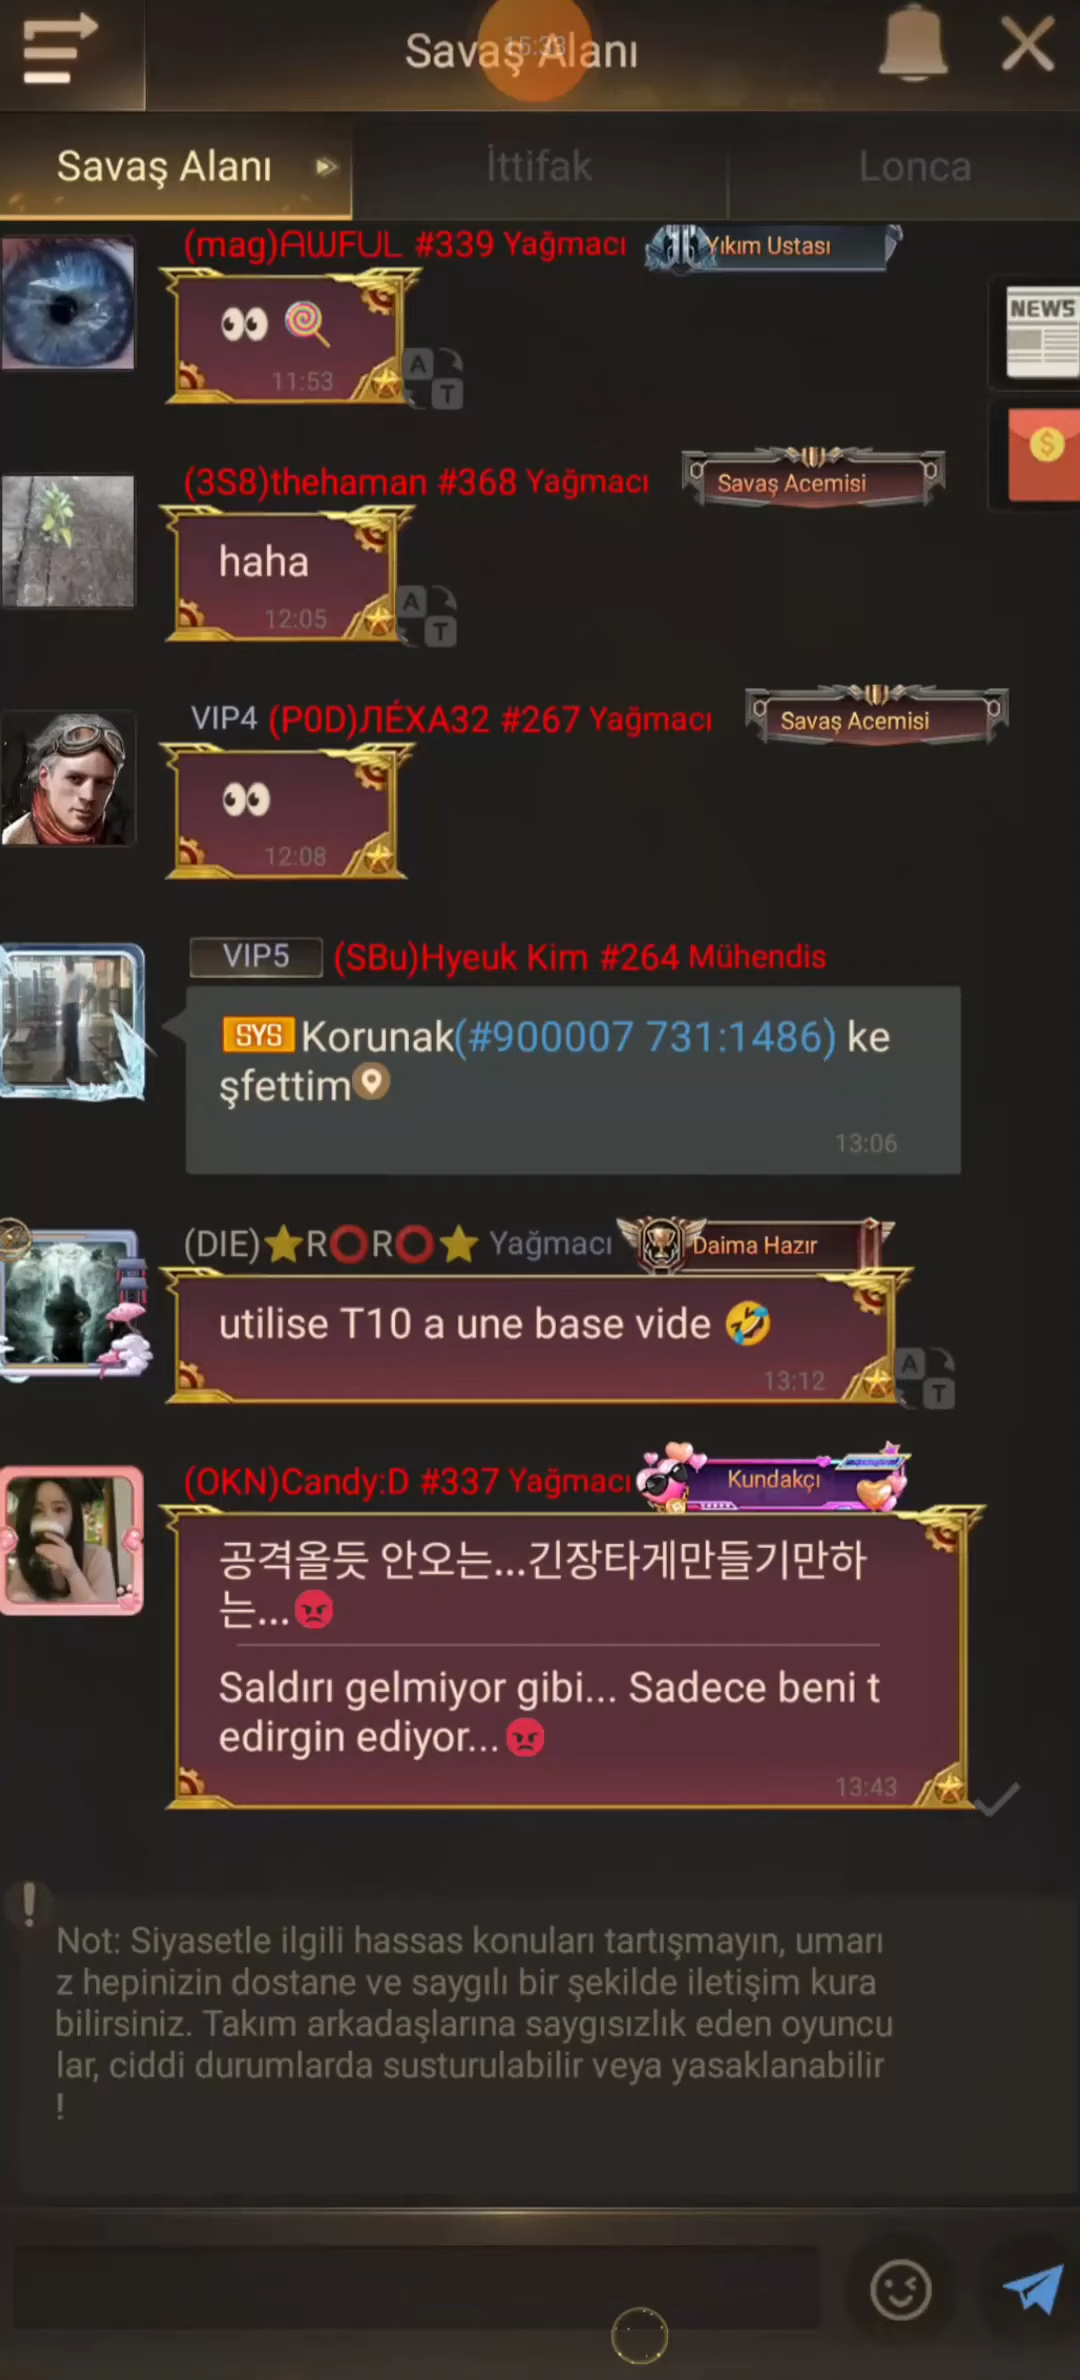 Savaş Alanı
15:33
Savaş Alanı
İttifak
Lonca
(mag)AWFUL #339 Yağmacı
Yıkım Ustası
👀 🍭
11:53
NEWS
(3S8)thehaman #368 Yağmacı
Savaş Acemisi
haha
12:05
VIP4 (P0D)ЛÉXA32 #267 Yağmacı
Savaş Acemisi
👀
12:08
VIP5 (SBu)Hyeuk Kim #264 Mühendis
SYS Korunak(#900007 731:1486) ke
şfettim
13:06
(DIE)⭐R⭕R⭕⭐ Yağmacı
Daima Hazır
utilise T10 a une base vide 🤣
13:12
(OKN)Candy:D #337 Yağmacı
Kundakçı
공격올듯 안오는...긴장타게만들기만하
는...😡
Saldırı gelmiyor gibi... Sadece beni t
edirgin ediyor...😡
13:43
Not: Siyasetle ilgili hassas konuları tartışmayın, umarı
z hepinizin dostane ve saygılı bir şekilde iletişim kura
bilirsiniz. Takım arkadaşlarına saygısızlık eden oyuncu
lar, ciddi durumlarda susturulabilir veya yasaklanabilir
!